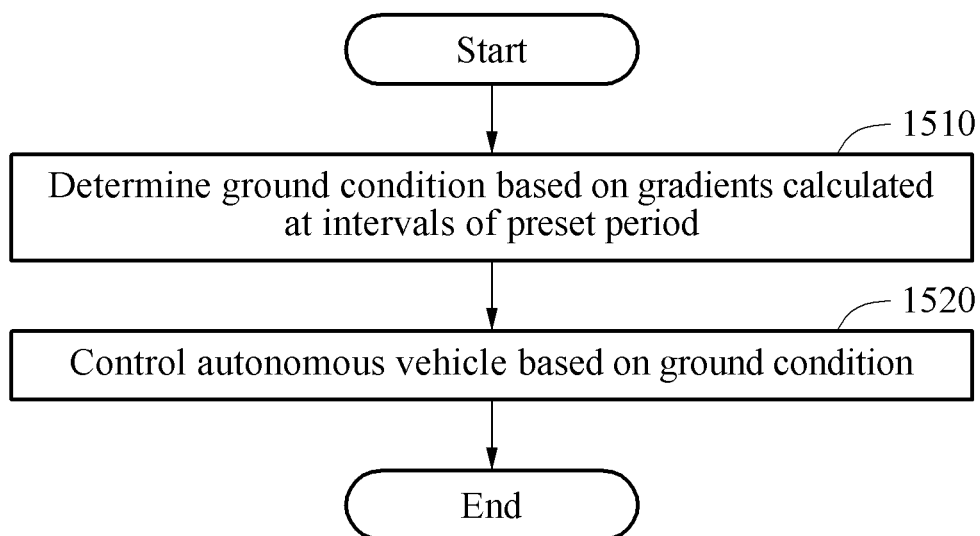 Start
1510
Determine ground condition based on gradients calculated
at intervals of preset period
1520
Control autonomous vehicle based on ground condition
End